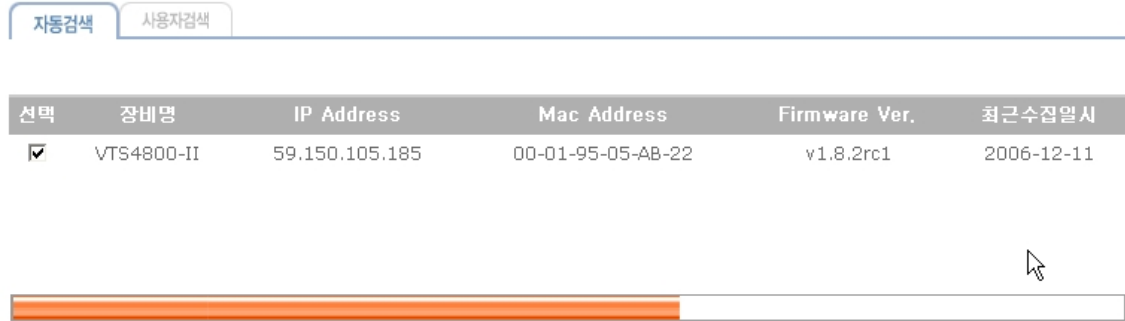 자동검색 사용자검색
선택 장비명 IP Address Mac Address Firmware Ver. 최근수집일시
VTS4800-II 59.150.105.185 00-01-95-05-AB-22 v1.8.2rc1 2006-12-11